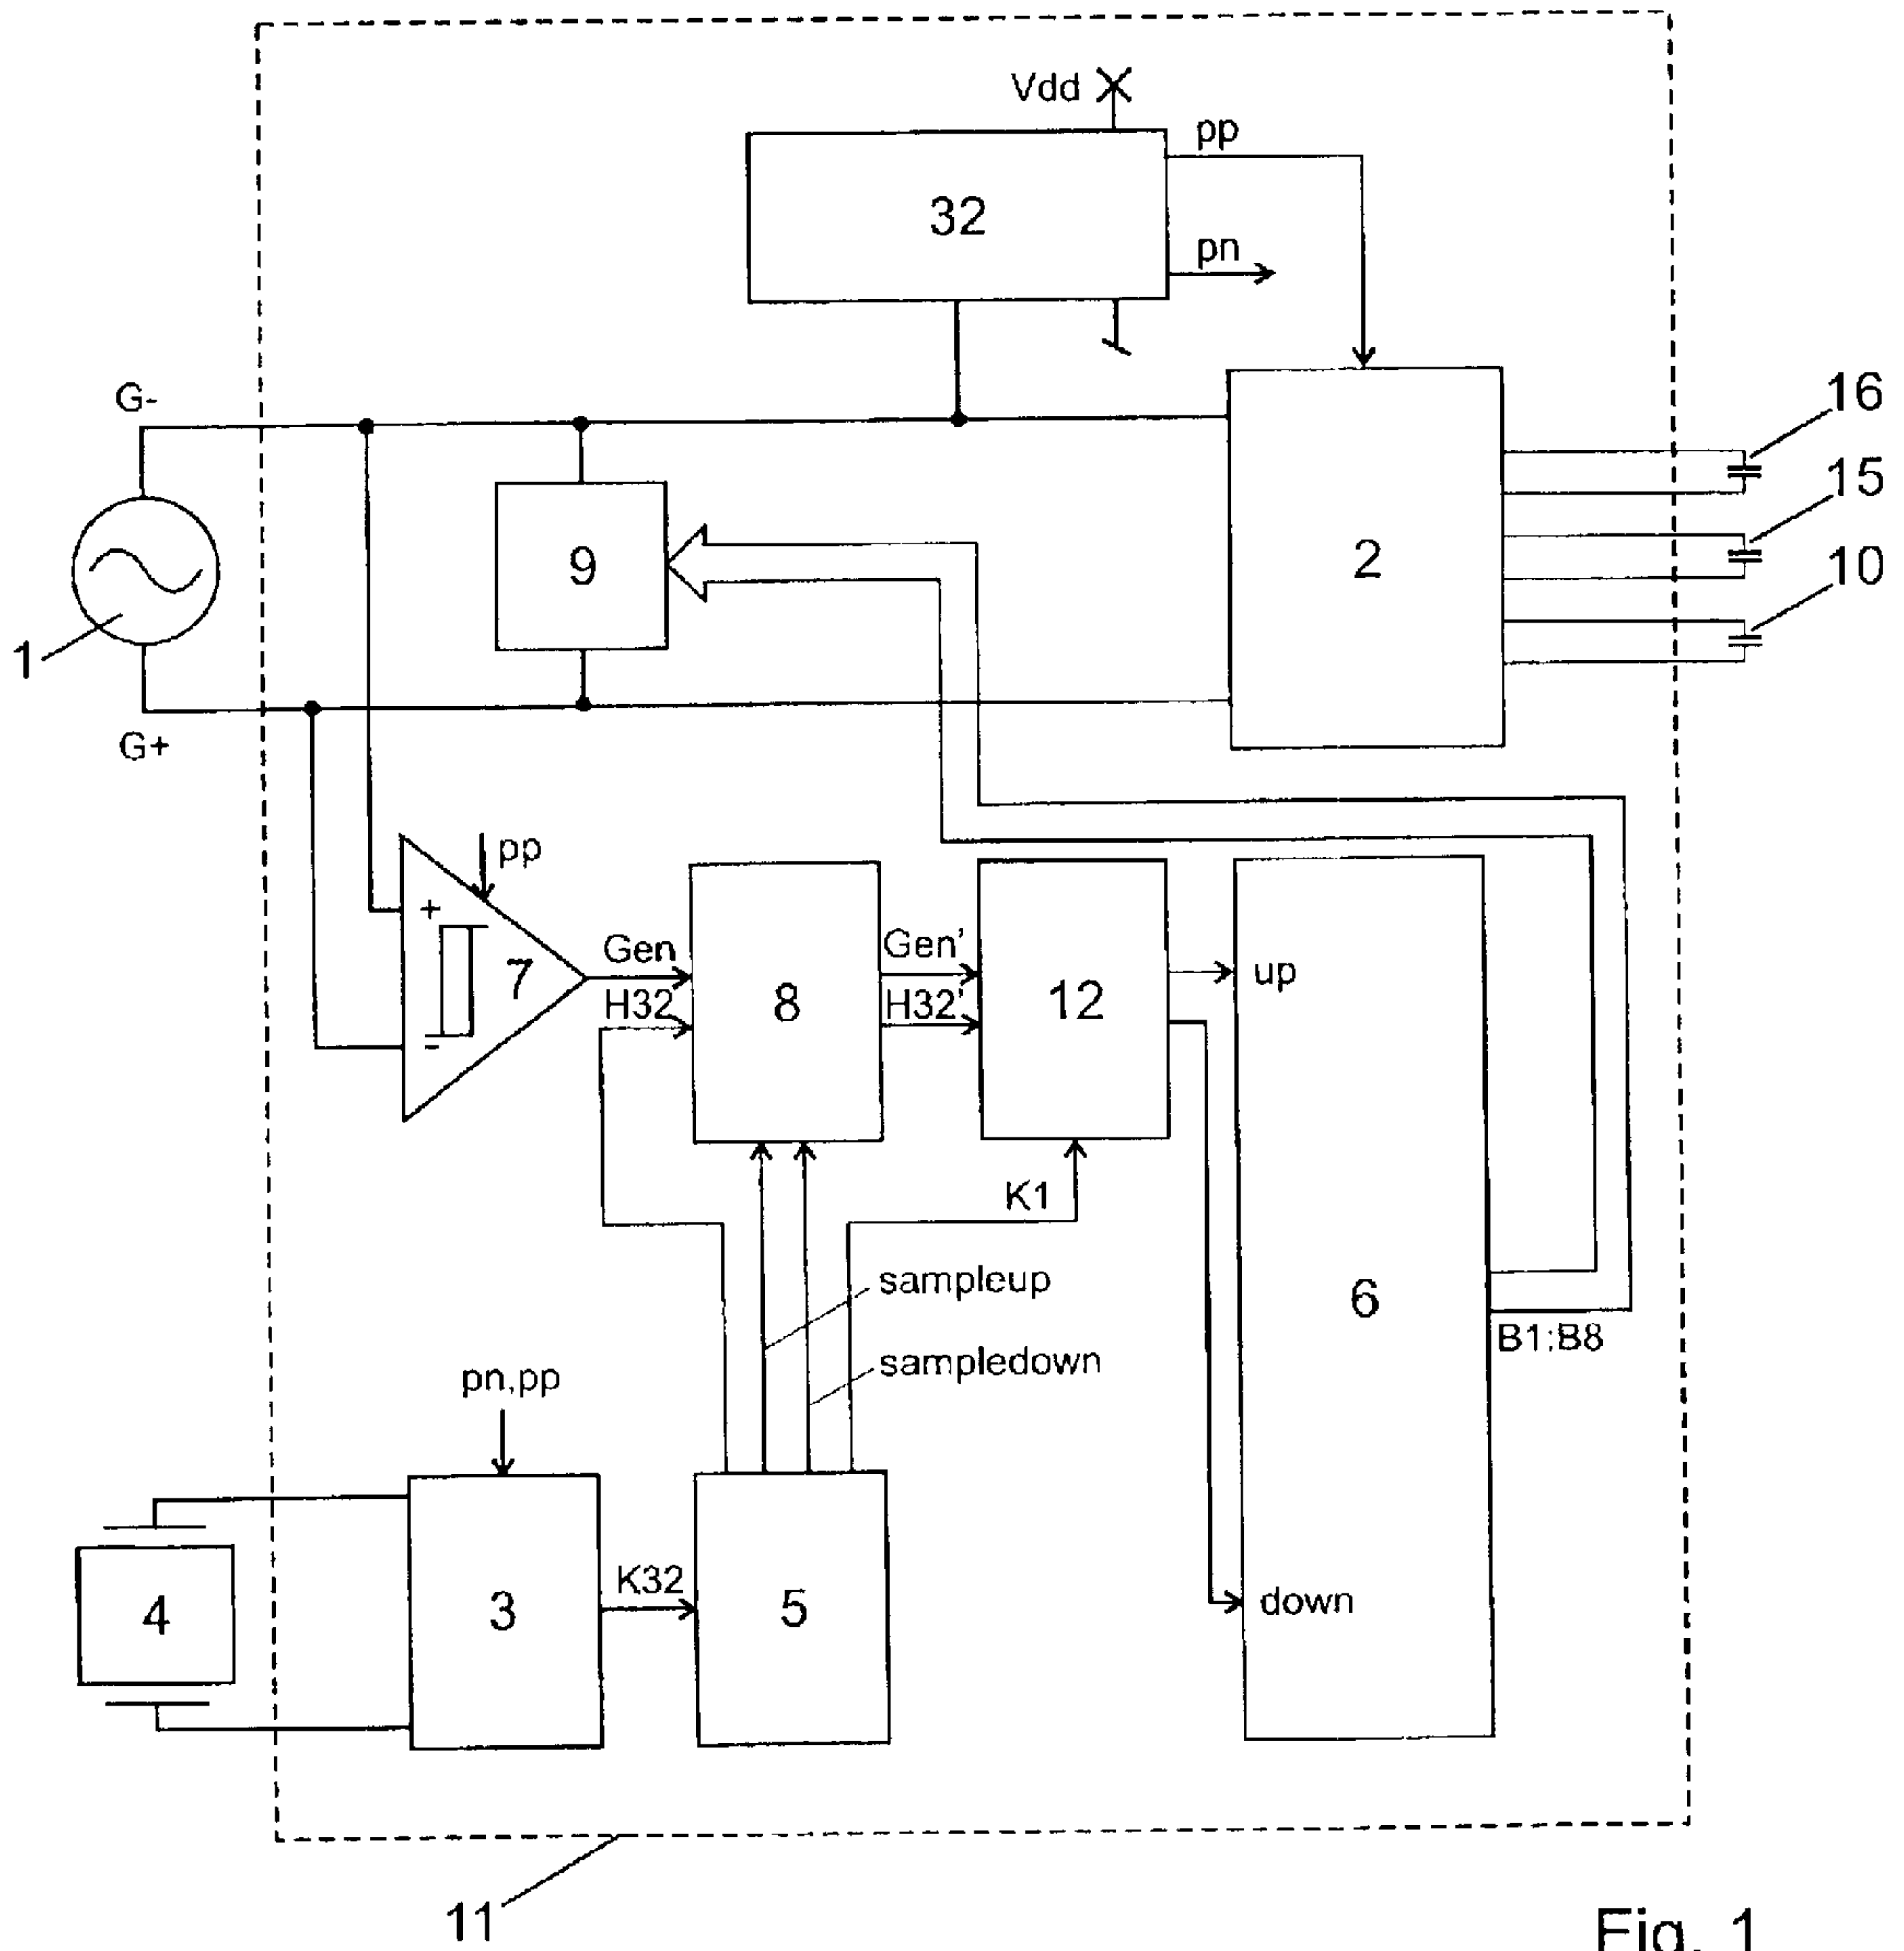 Vdd
pp
32
pn
G-
16
15
9
2
10
1
G+
pp
+
Gen
Gen'
7
H32
8
H32'
12
up
-
K1
sampleup
6
B1;B8
sampledown
pn,pp
K32
4
3
5
down
11
Fig. 1